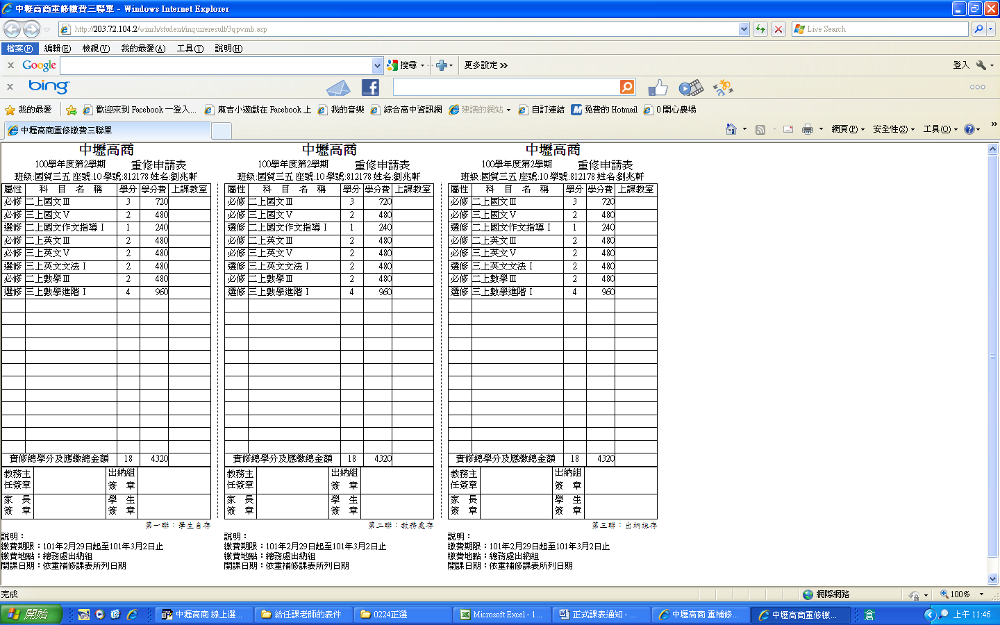 中壢高商重修繳費三聯單 - Windows Internet Explorer
http://203.72.104.2/winrh/student/inquireresult/3qpvmb.asp
Live Search
檔案(F) 編輯(E) 檢視(V) 我的最愛(A) 工具(T) 說明(H)
x Google 搜尋 更多設定 >> 登入
x bing
我的最愛 歡迎來到 Facebook －登入... 麻吉小遊戲在 Facebook 上 我的音樂 綜合高中資訊網 建議的網站 自訂連結 免費的 Hotmail 0 開心農場
中壢高商重修繳費三聯單 網頁(P) 安全性(S) 工具(O) >>
中壢高商 中壢高商 中壢高商
100學年度第2學期 重修申請表 100學年度第2學期 重修申請表 100學年度第2學期 重修申請表
班級:國貿三五 座號:10 學號:812178 姓名:劉兆軒 班級:國貿三五 座號:10 學號:812178 姓名:劉兆軒 班級:國貿三五 座號:10 學號:812178 姓名:劉兆軒
屬性 科 目 名 稱 學分 學分費 上課教室 屬性 科 目 名 稱 學分 學分費 上課教室 屬性 科 目 名 稱 學分 學分費 上課教室
必修 二上國文Ⅲ 3 720 必修 二上國文Ⅲ 3 720 必修 二上國文Ⅲ 3 720
必修 三上國文Ⅴ 2 480 必修 三上國文Ⅴ 2 480 必修 三上國文Ⅴ 2 480
選修 二上國文作文指導Ⅰ 1 240 選修 二上國文作文指導Ⅰ 1 240 選修 二上國文作文指導Ⅰ 1 240
必修 二上英文Ⅲ 2 480 必修 二上英文Ⅲ 2 480 必修 二上英文Ⅲ 2 480
必修 三上英文Ⅴ 2 480 必修 三上英文Ⅴ 2 480 必修 三上英文Ⅴ 2 480
選修 三上英文文法Ⅰ 2 480 選修 三上英文文法Ⅰ 2 480 選修 三上英文文法Ⅰ 2 480
必修 二上數學Ⅲ 2 480 必修 二上數學Ⅲ 2 480 必修 二上數學Ⅲ 2 480
選修 三上數學進階Ⅰ 4 960 選修 三上數學進階Ⅰ 4 960 選修 三上數學進階Ⅰ 4 960
實修總學分及應繳總金額 18 4320 實修總學分及應繳總金額 18 4320 實修總學分及應繳總金額 18 4320
教務主 出納組 教務主 出納組 教務主 出納組
任簽章 簽 章 任簽章 簽 章 任簽章 簽 章
家 長 學 生 家 長 學 生 家 長 學 生
簽 章 簽 章 簽 章 簽 章 簽 章 簽 章
第一聯：學生自存 第二聯：教務處存 第三聯：出納組存
說明： 說明： 說明：
繳費期限：101年2月29日起至101年3月2日止 繳費期限：101年2月29日起至101年3月2日止 繳費期限：101年2月29日起至101年3月2日止
繳費地點：總務處出納組 繳費地點：總務處出納組 繳費地點：總務處出納組
開課日期：依重補修課表所列日期 開課日期：依重補修課表所列日期 開課日期：依重補修課表所列日期
完成 網際網路 100%
開始 中壢高商 線上選... 給任課老師的表件 0224正選 Microsoft Excel - 1... 正式課表通知 - ... 中壢高商 重補修... 中壢高商重修繳... 倉 上午 11:46